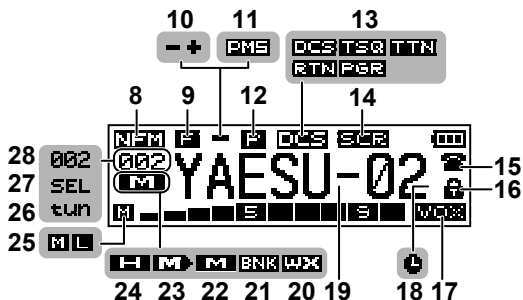 10 11 13
- + PMS DCS TSQ TTN
RTN PGR
8 9 12 14
NFM F - P DCS SCR
28 002 002 YAESU-02 15
27 SEL M 16
26 tun M S 9 VOX
25 M L
H M M BNK WX
24 23 22 21 20 19 18 17